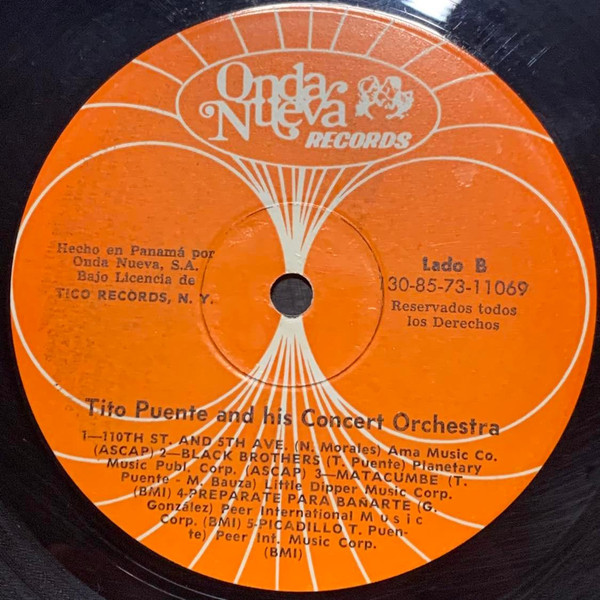 Onda
Nueva
RECORDS
Hecho en Panamá por
Onda Nueva, S.A.
Bajo Licencia de
TICO RECORDS, N. Y.
Lado B
130-85-73-11069
Reservados todos
los Derechos
Tito Puente and his Concert Orchestra
1—110TH ST. AND 5TH AVE. (N. Morales) Ama Music Co.
(ASCAP) 2—BLACK BROTHERS (T. Puente) Planetary
Music Publ. Corp. (ASCAP) 3—MATACUMBE (T.
Puente - M. Bauza) Little Dipper Music Corp.
(BMI) 4-PREPARATE PARA BAÑARTE (G.
González) Peer International Music
Corp. (BMI) 5-PICADILLO T. Puen-
te) Peer Int. Music Corp.
(BMI)